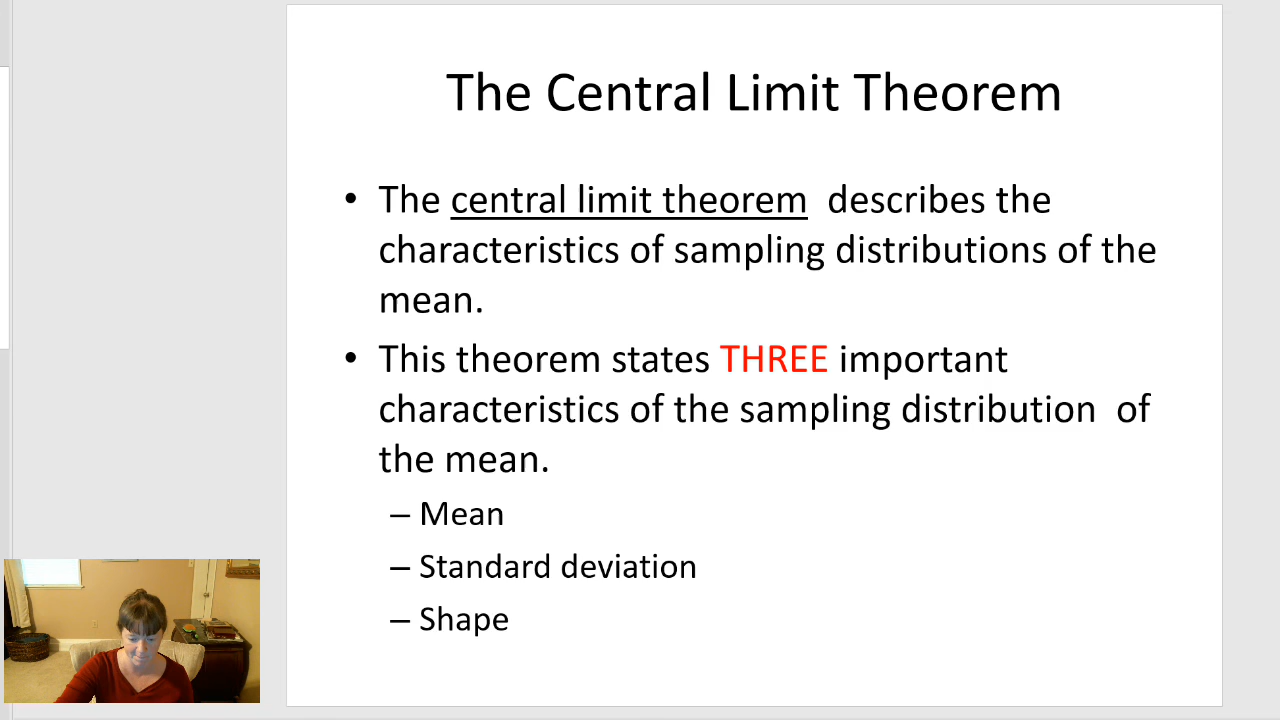 The Central Limit Theorem
• The central limit theorem  describes the
characteristics of sampling distributions of the
mean.
• This theorem states THREE important
characteristics of the sampling distribution  of
the mean.
– Mean
– Standard deviation
– Shape